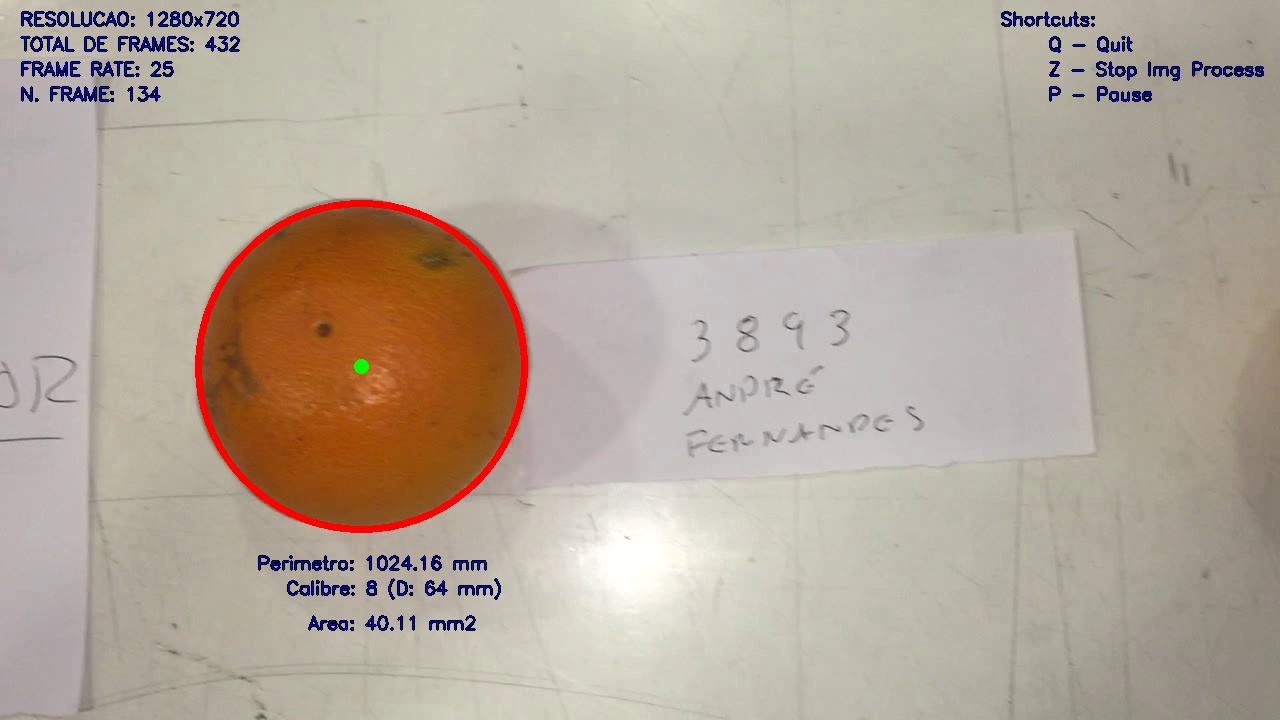 RESOLUCAO: 1280x720
TOTAL DE FRAMES: 432
FRAME RATE: 25
N. FRAME: 134
Shortcuts:
Q - Quit
Z - Stop Img Process
P - Pause
3893
ANDRÉ
FERNANDES
OR
Perimetro: 1024.16 mm
Calibre: 8 (D: 64 mm)
Area: 40.11 mm2